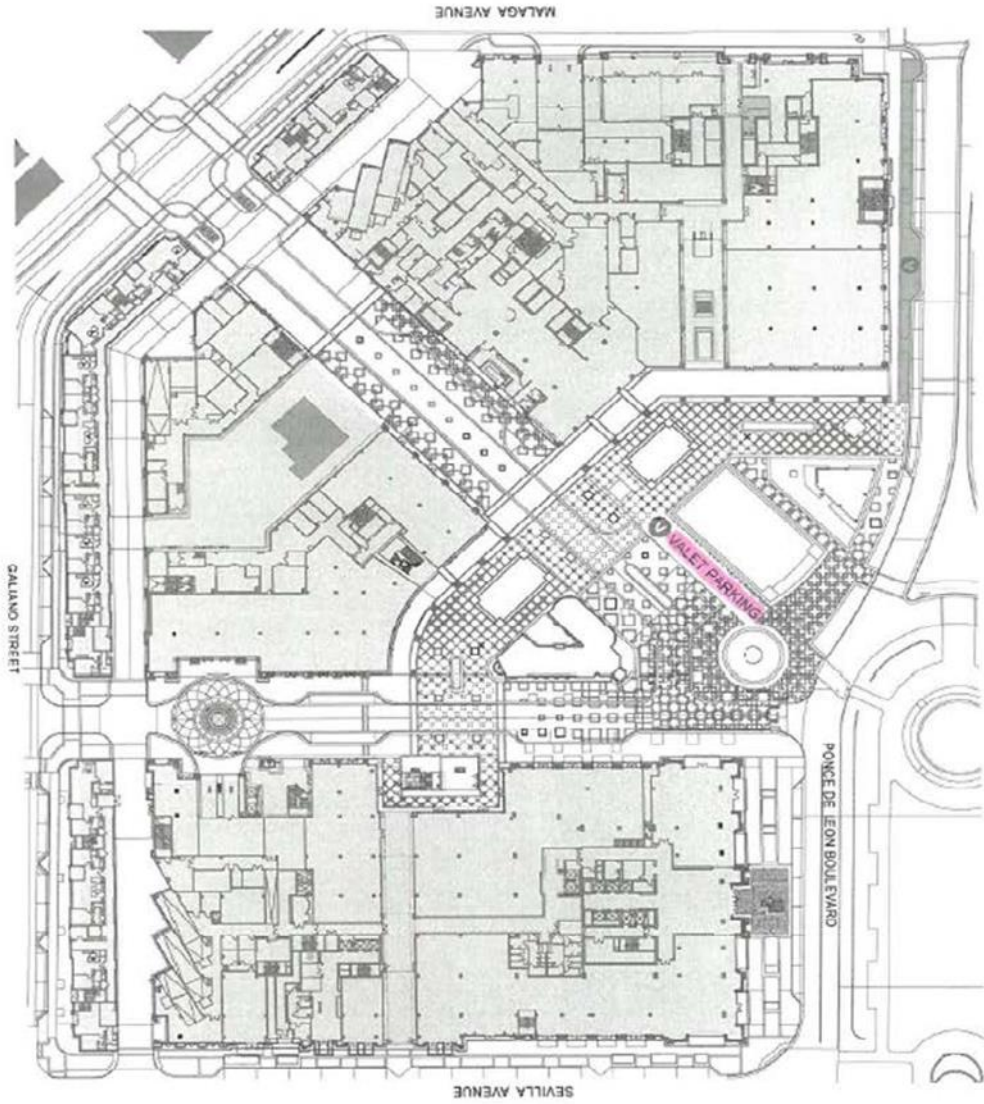 MALAGA AVENUE
VALET PARKING
GALIANO STREET
PONCE DE LEON BOULEVARD
SEVILLA AVENUE